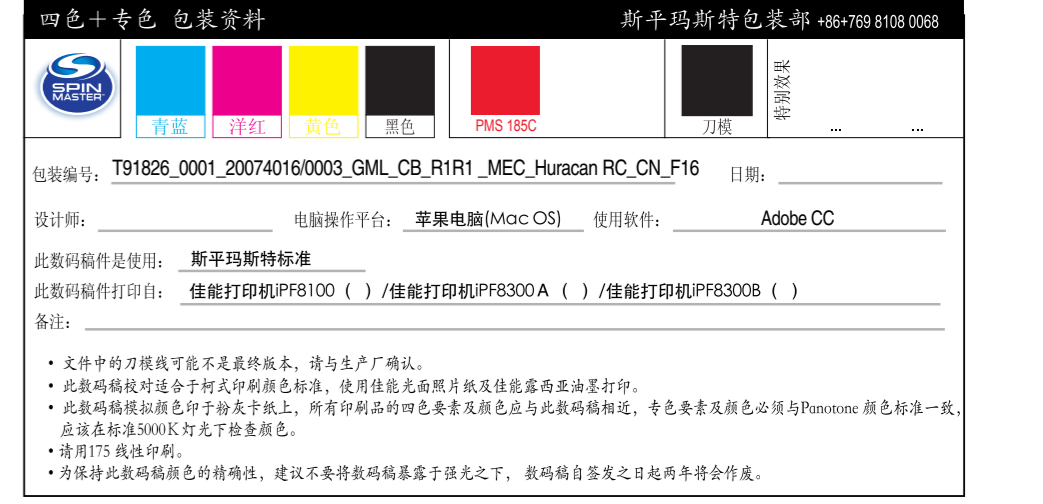 四色＋专色 包装资料
斯平玛斯特包装部 +86+769 8108 0068
SPIN
MASTER
青蓝
洋红
黄色
黑色
PMS 185C
刀模
特别效果
...
...
包装编号: T91826_0001_20074016/0003_GML_CB_R1R1 _MEC_Huracan RC_CN_F16 日期:
设计师: 电脑操作平台: 苹果电脑(Mac OS) 使用软件: Adobe CC
此数码稿件是使用: 斯平玛斯特标准
此数码稿件打印自: 佳能打印机iPF8100 ( ) /佳能打印机iPF8300 A ( ) /佳能打印机iPF8300B ( )
备注:
• 文件中的刀模线可能不是最终版本，请与生产厂确认。
• 此数码稿校对适合于柯式印刷颜色标准，使用佳能光面照片纸及佳能露西亚油墨打印。
• 此数码稿模拟颜色印于粉灰卡纸上，所有印刷品的四色要素及颜色应与此数码稿相近，专色要素及颜色必须与Panotone 颜色标准一致，
应该在标准5000K灯光下检查颜色。
• 请用175 线性印刷。
• 为保持此数码稿颜色的精确性，建议不要将数码稿暴露于强光之下， 数码稿自签发之日起两年将会作废。